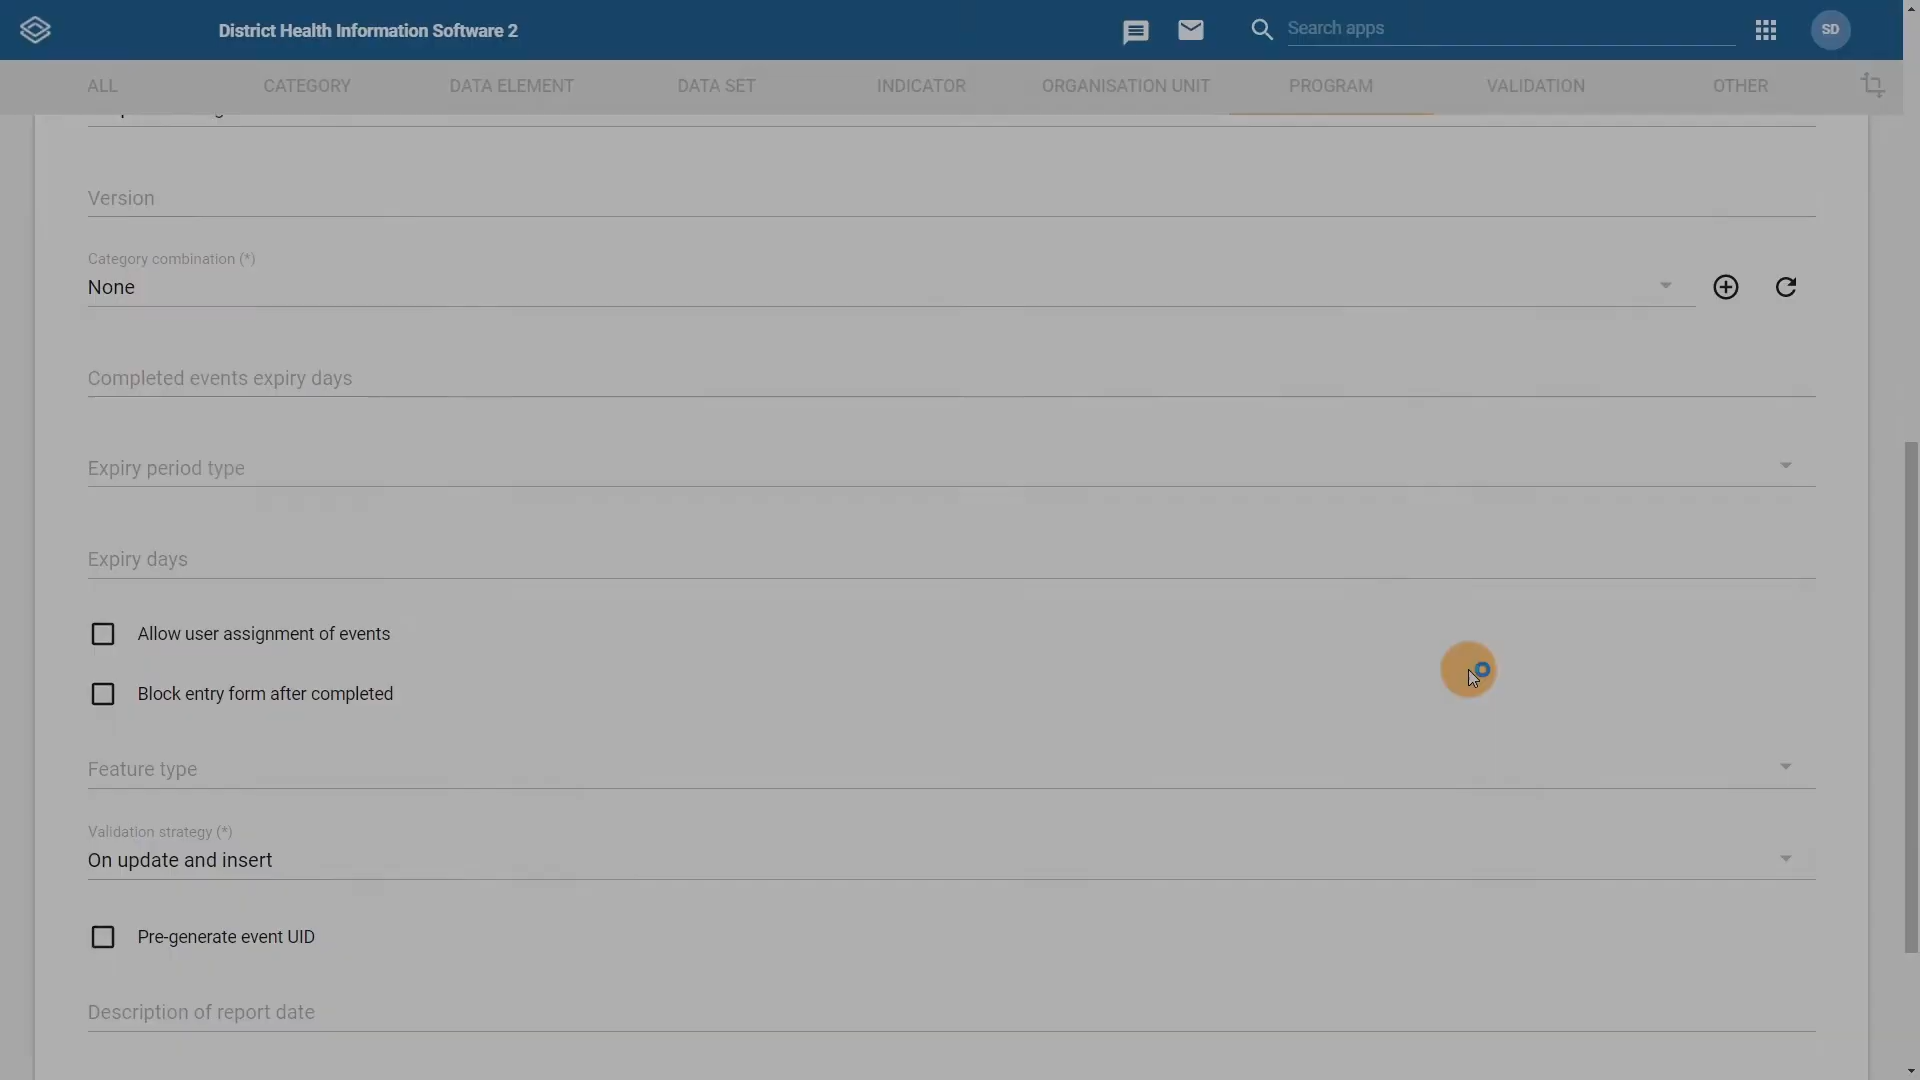 District Health Information Software 2
Search apps
SD
ALL
CATEGORY
DATA ELEMENT
DATA SET
INDICATOR
ORGANISATION UNIT
PROGRAM
VALIDATION
OTHER
Version
Category combination (*)
None
Completed events expiry days
Expiry period type
Expiry days
Allow user assignment of events
Block entry form after completed
Feature type
Validation strategy (*)
On update and insert
Pre-generate event UID
Description of report date